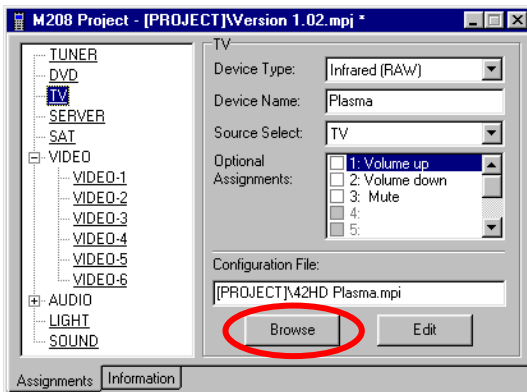 M208 Project - [PROJECT]\Version 1.02.mpj *
TUNER
DVD
TV
SERVER
SAT
VIDEO
VIDEO-1
VIDEO-2
VIDEO-3
VIDEO-4
VIDEO-5
VIDEO-6
AUDIO
LIGHT
SOUND
TV
Device Type: Infrared (RAW)
Device Name: Plasma
Source Select: TV
Optional Assignments:
1: Volume up
2: Volume down
3: Mute
4:
5:
Configuration File:
[PROJECT]\42HD Plasma.mpi
Browse Edit
Assignments Information